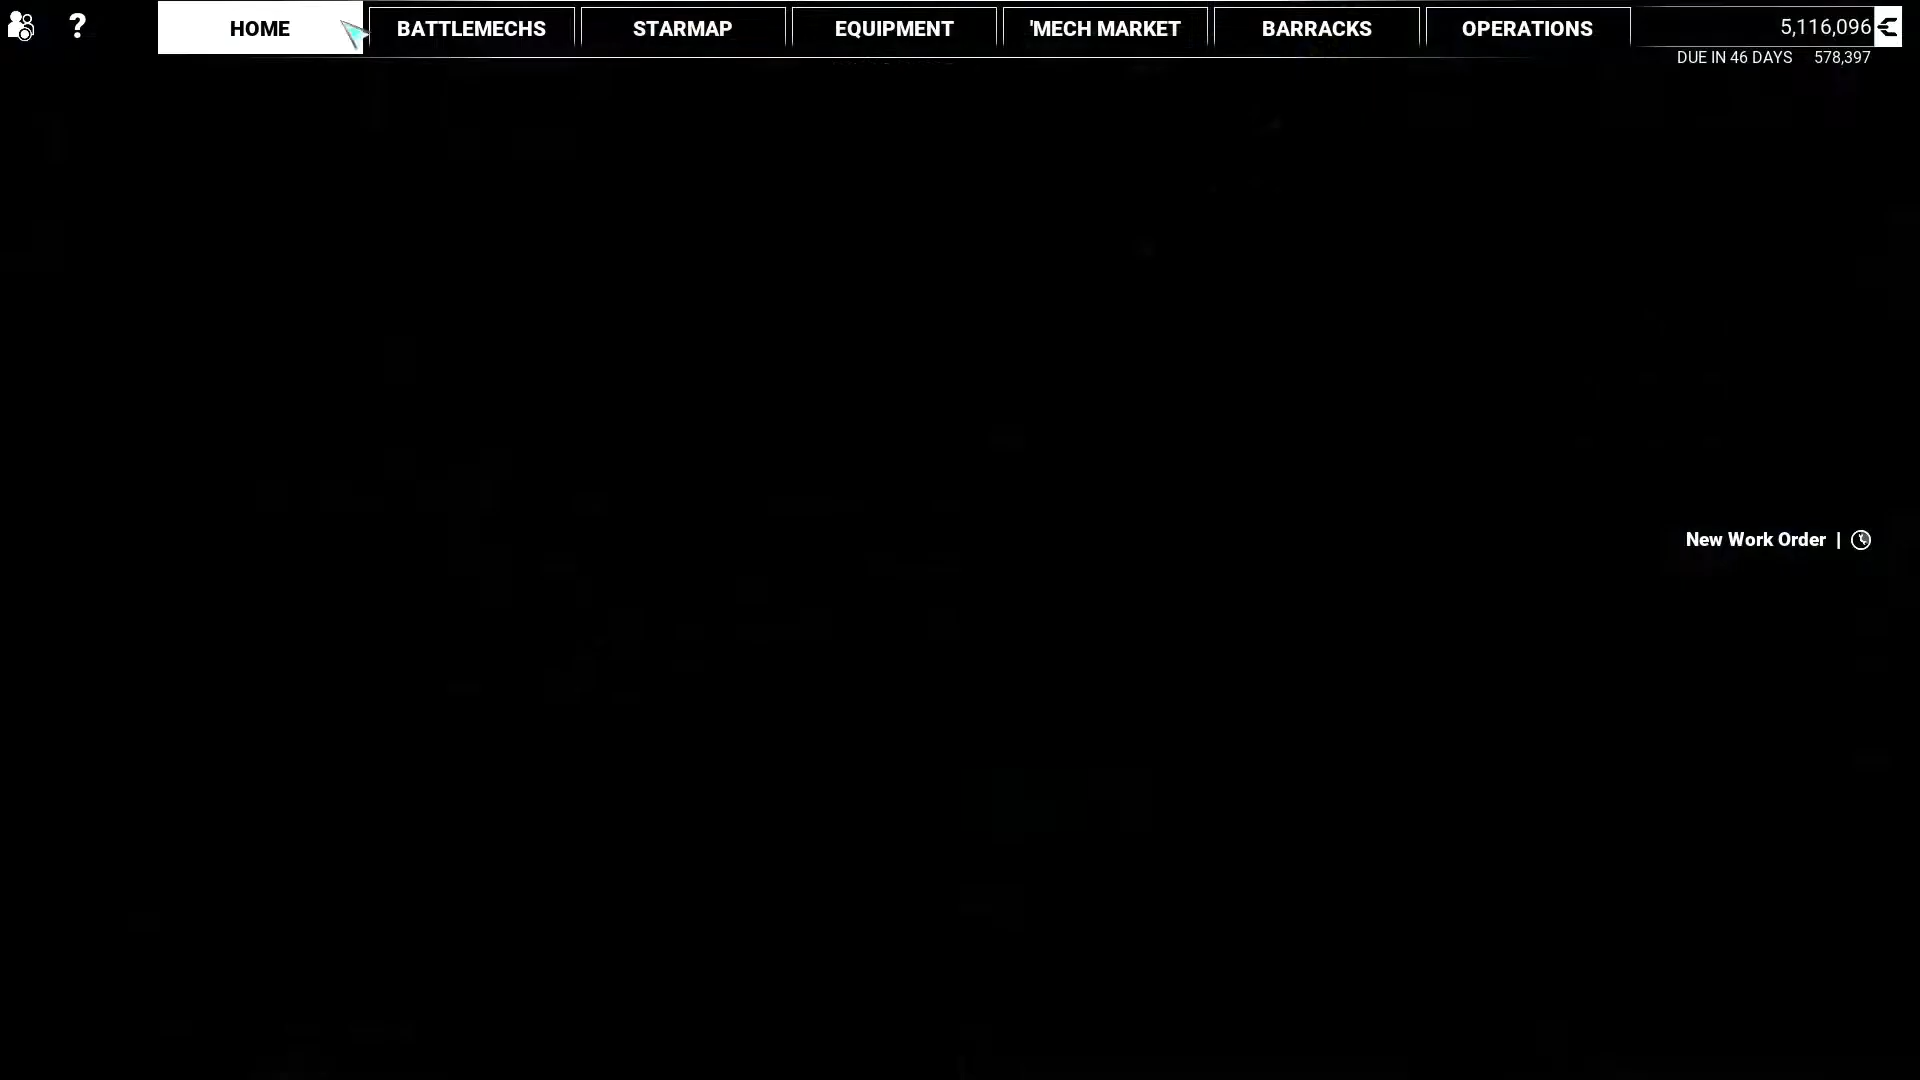 ?
HOME
BATTLEMECHS
STARMAP
EQUIPMENT
'MECH MARKET
BARRACKS
OPERATIONS
5,116,096
DUE IN 46 DAYS 578,397
New Work Order |